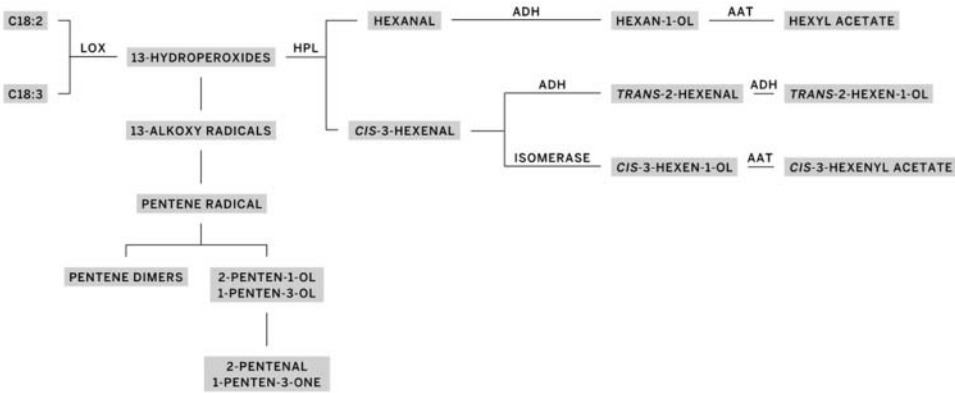 C18:2
HEXANAL
ADH
HEXAN-1-OL
AAT
HEXYL ACETATE
LOX
13-HYDROPEROXIDES
HPL
C18:3
ADH
TRANS-2-HEXENAL
ADH
TRANS-2-HEXEN-1-OL
13-ALKOXY RADICALS
CIS-3-HEXENAL
ISOMERASE
CIS-3-HEXEN-1-OL
AAT
CIS-3-HEXENYL ACETATE
PENTENE RADICAL
PENTENE DIMERS
2-PENTEN-1-OL
1-PENTEN-3-OL
2-PENTENAL
1-PENTEN-3-ONE